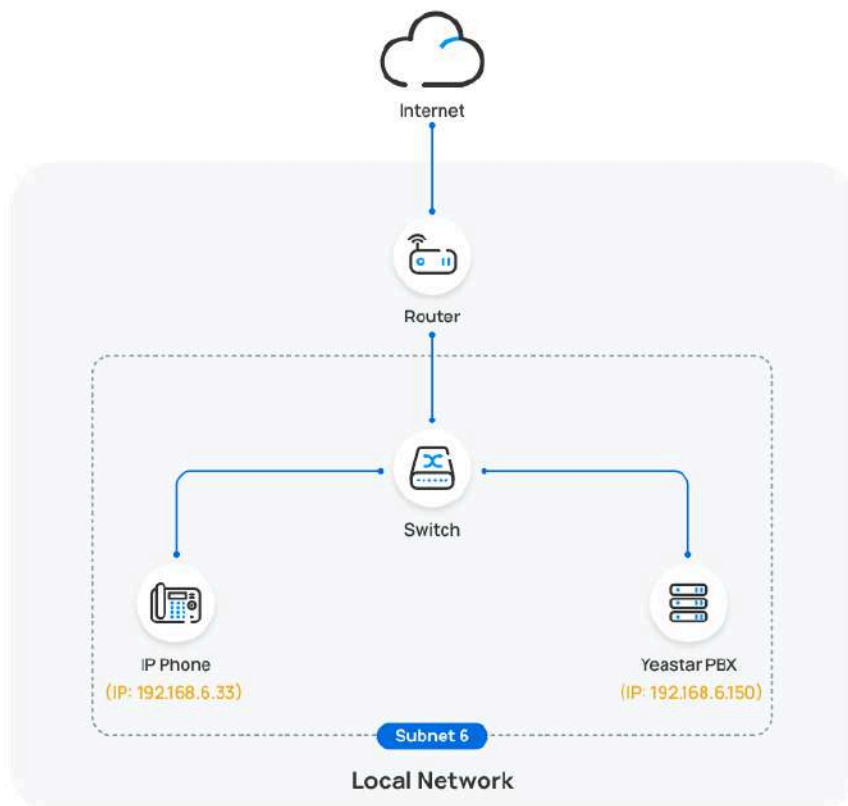 Internet
Router
Switch
IP Phone
(IP: 192.168.6.33)
Yeastar PBX
(IP: 192.168.6.150)
Subnet 6
Local Network